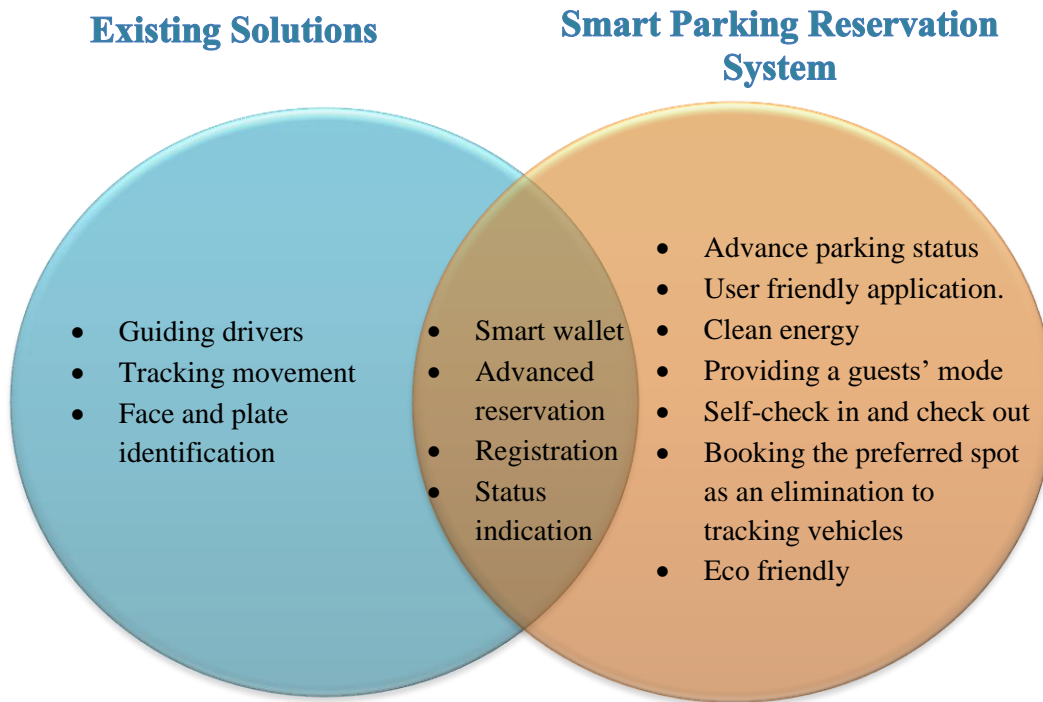 Existing Solutions
Smart Parking Reservation
System
• Guiding drivers
• Tracking movement
• Face and plate
identification
• Smart wallet
• Advanced
reservation
• Registration
• Status
indication
• Advance parking status
• User friendly application.
• Clean energy
• Providing a guests’ mode
• Self-check in and check out
• Booking the preferred spot
as an elimination to
tracking vehicles
• Eco friendly